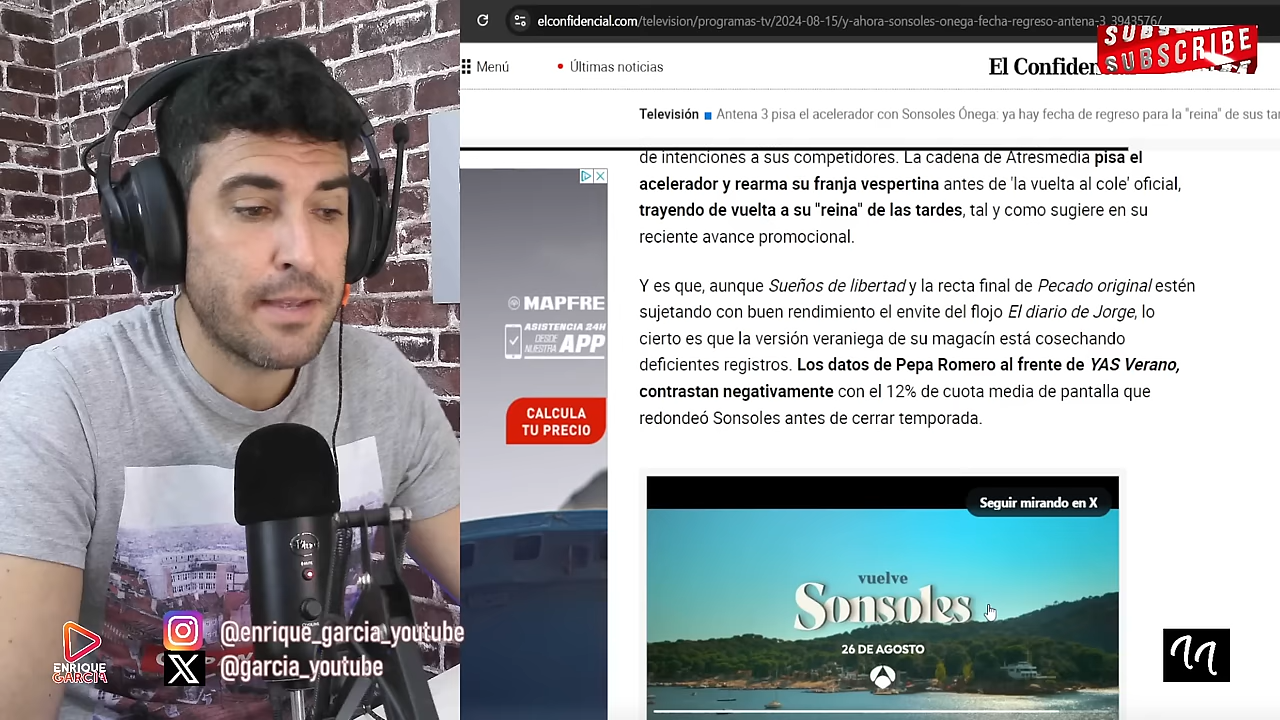 elconfidencial.com/television/programas-tv/2024-08-15/y-ahora-sonsoles-onega-fecha-regreso-antena-3_3943576/
SUBSCRIBE
Menú
Últimas noticias
El Confiden
Televisión
Antena 3 pisa el acelerador con Sonsoles Ónega: ya hay fecha de regreso para la "reina" de sus
de intenciones a sus competidores. La cadena de Atresmedia pisa el
acelerador y rearma su franja vespertina antes de 'la vuelta al cole' oficial,
trayendo de vuelta a su "reina" de las tardes, tal y como sugiere en su
reciente avance promocional.
Y es que, aunque Sueños de libertad y la recta final de Pecado original estén
sujetando con buen rendimiento el envite del flojo El diario de Jorge, lo
cierto es que la versión veraniega de su magacín está cosechando
deficientes registros. Los datos de Pepa Romero al frente de YAS Verano,
contrastan negativamente con el 12% de cuota media de pantalla que
redondeó Sonsoles antes de cerrar temporada.
MAPFRE
ASISTENCIA 24H
DESDE
NUESTRA APP
CALCULA
TU PRECIO
Seguir mirando en X
vuelve
Sonsoles
26 DE AGOSTO
ENRIQUE
GARCIA
@enrique_garcia_youtube
@garcia_youtube